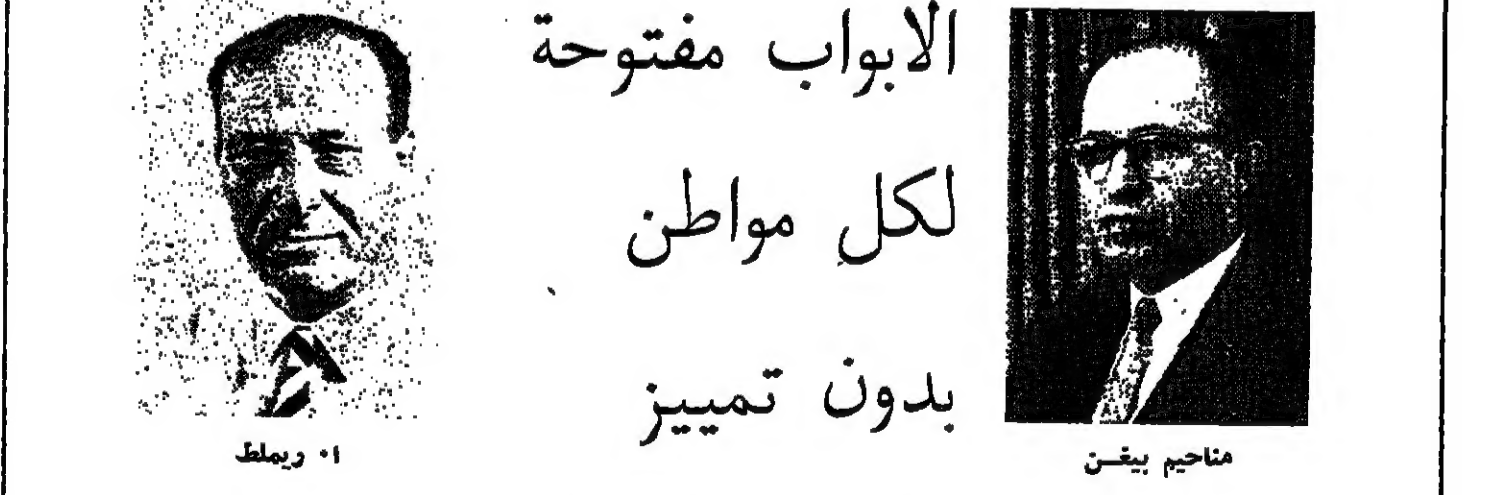 الابواب مفتوحة
لكل مواطن
بدون تمييز
مناحيم بيغن
ا. ريملط